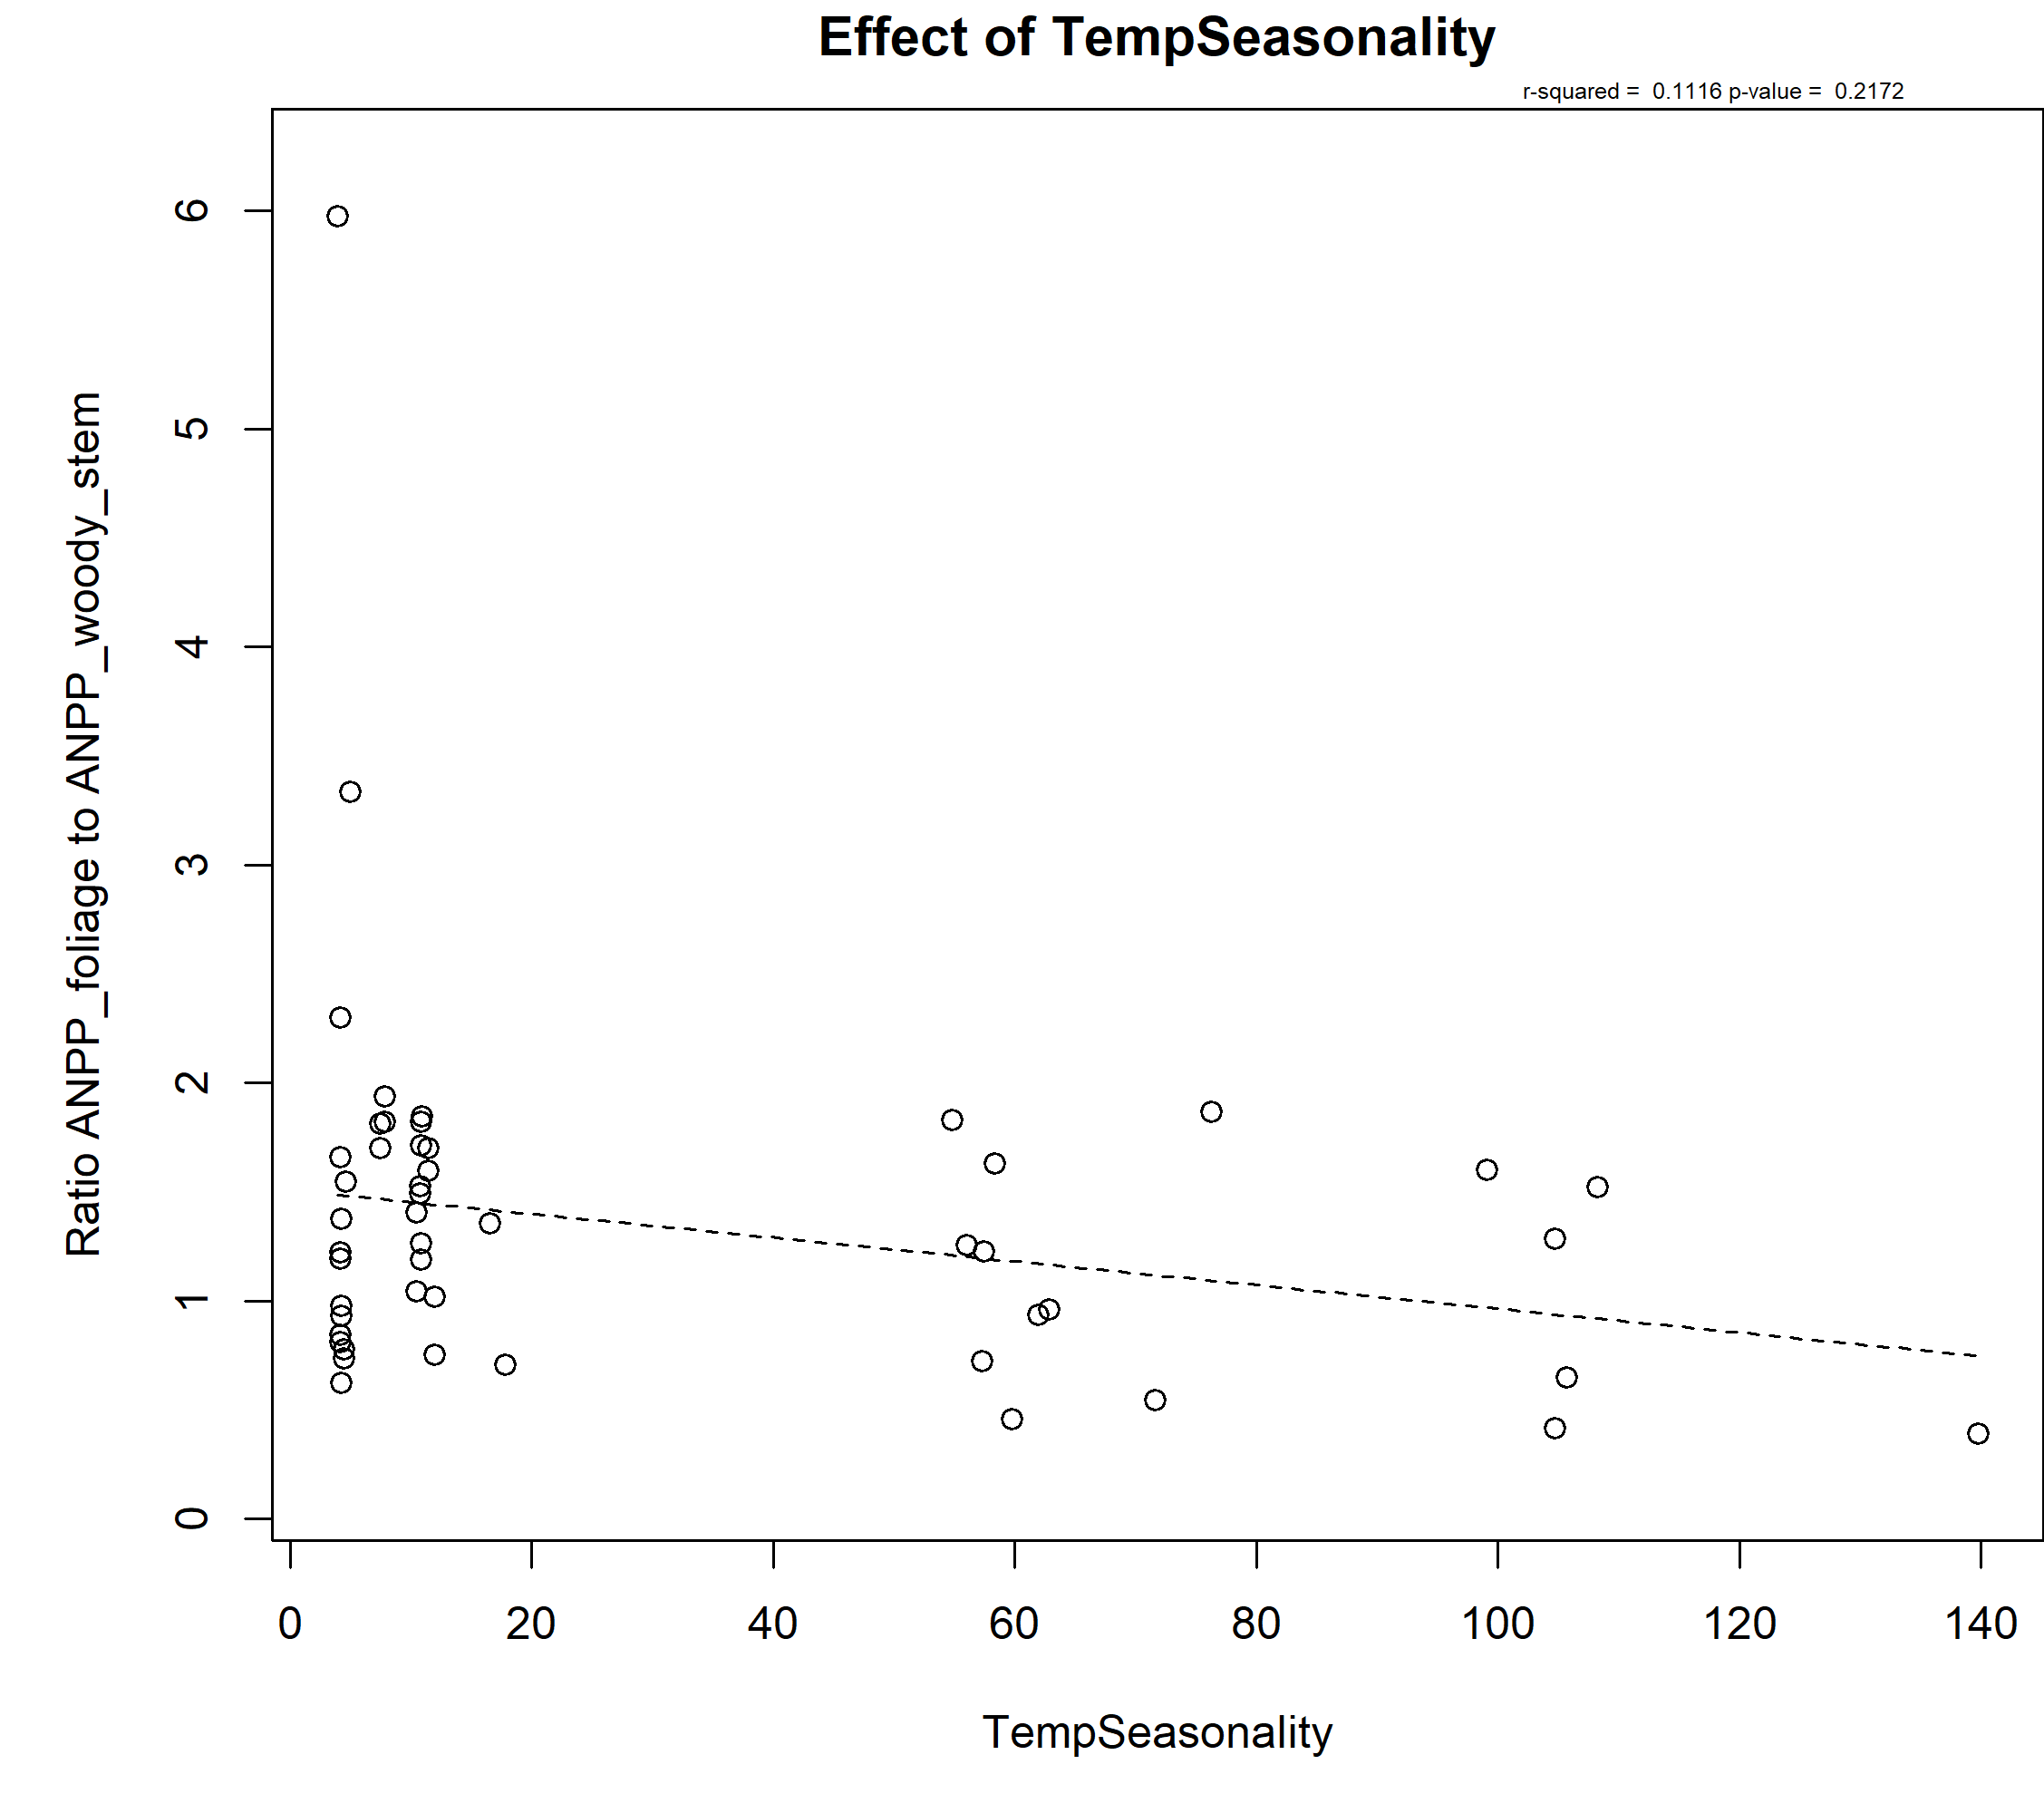 Effect of TempSeasonality
r-squared =  0.1116 p-value =  0.2172
Ratio ANPP_foliage to ANPP_woody_stem
6
5
4
3
2
1
0
0 20 40 60 80 100 120 140
TempSeasonality